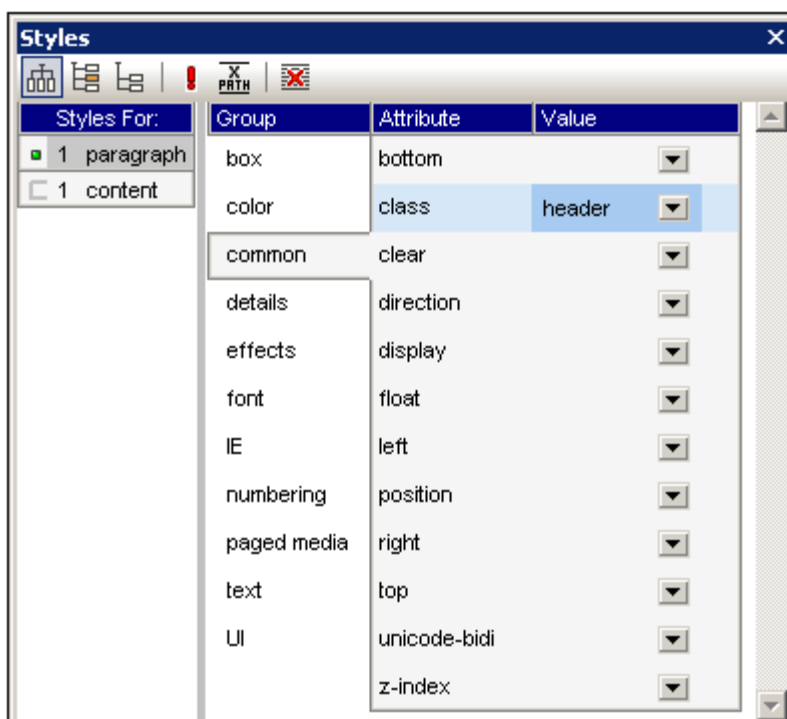 Styles
X
PATH
Styles For: Group Attribute Value
1 paragraph box bottom
1 content color class header
common clear
details direction
effects display
font float
IE left
numbering position
paged media right
text top
UI unicode-bidi
z-index